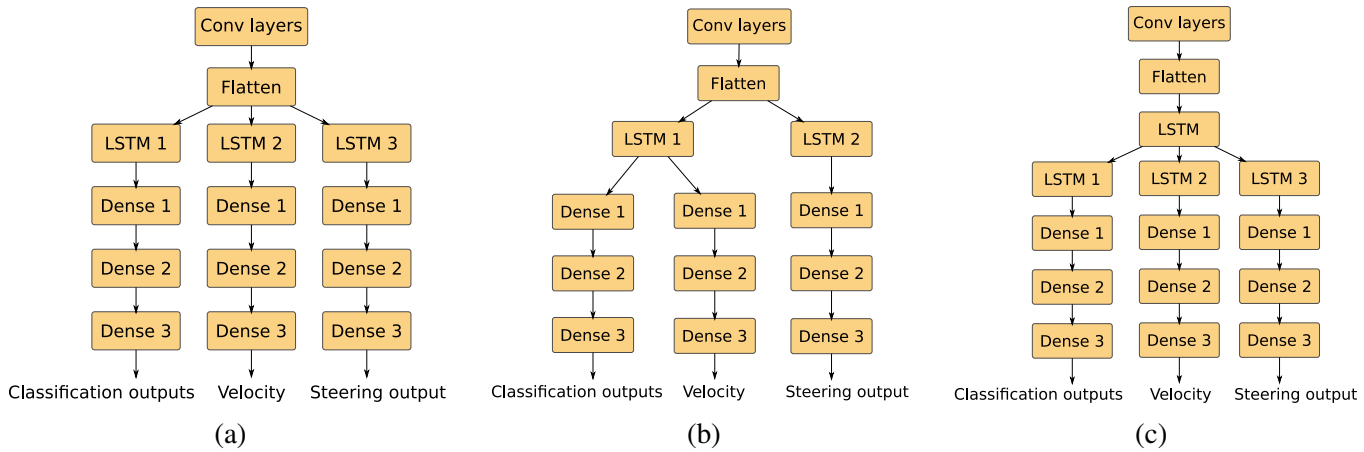 Conv layers
Flatten
LSTM 1 LSTM 2 LSTM 3
Dense 1 Dense 1 Dense 1
Dense 2 Dense 2 Dense 2
Dense 3 Dense 3 Dense 3
Classification outputs Velocity Steering output
(a)
Conv layers
Flatten
LSTM 1 LSTM 2
Dense 1 Dense 1 Dense 1
Dense 2 Dense 2 Dense 2
Dense 3 Dense 3 Dense 3
Classification outputs Velocity Steering output
(b)
Conv layers
Flatten
LSTM
LSTM 1 LSTM 2 LSTM 3
Dense 1 Dense 1 Dense 1
Dense 2 Dense 2 Dense 2
Dense 3 Dense 3 Dense 3
Classification outputs Velocity Steering output
(c)